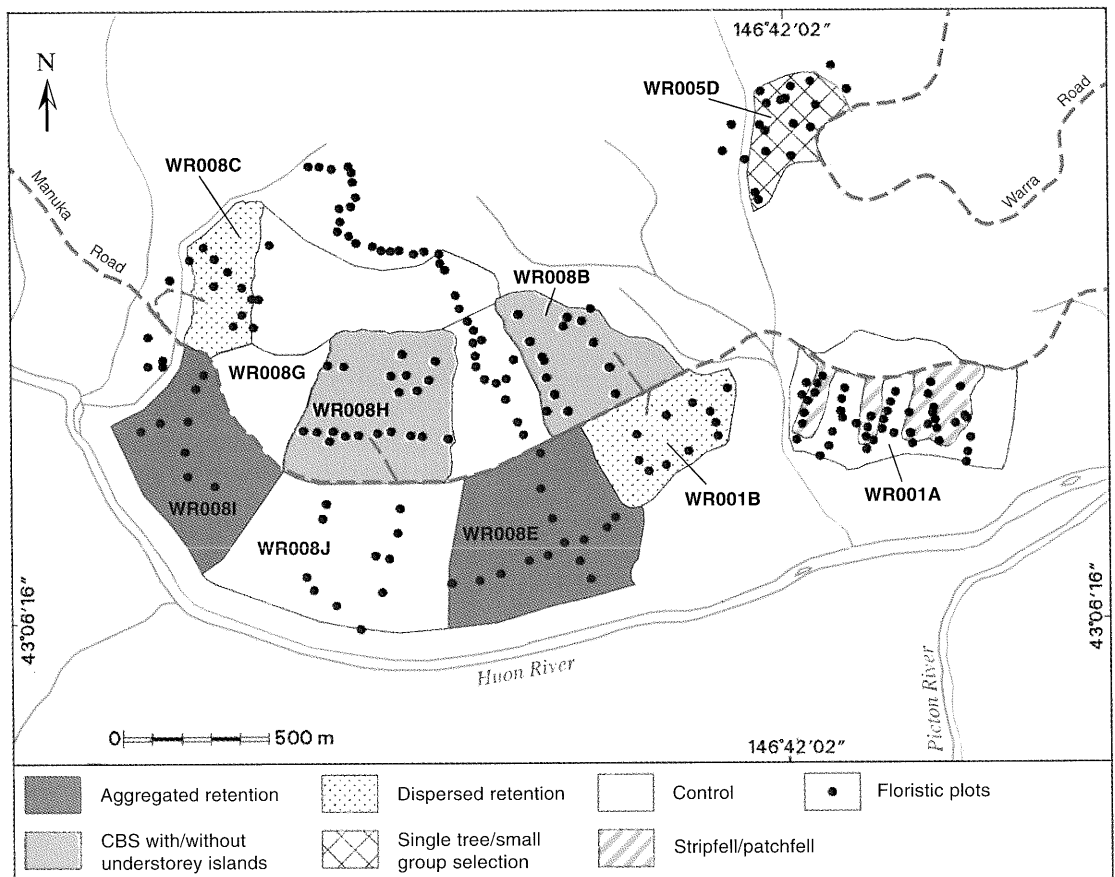 146°42′02″
N
WR005D
Road
Warra
WR008C
Manuka
Road
WR008B
WR008G
WR008H
WR001B
WR001A
WR008I
WR008J
WR008E
43°06′16″
43°06′16″
Huon River
Picton River
0 500 m
146°42′02″
Aggregated retention
Dispersed retention
Control
Floristic plots
CBS with/without
understorey islands
Single tree/small
group selection
Stripfell/patchfell